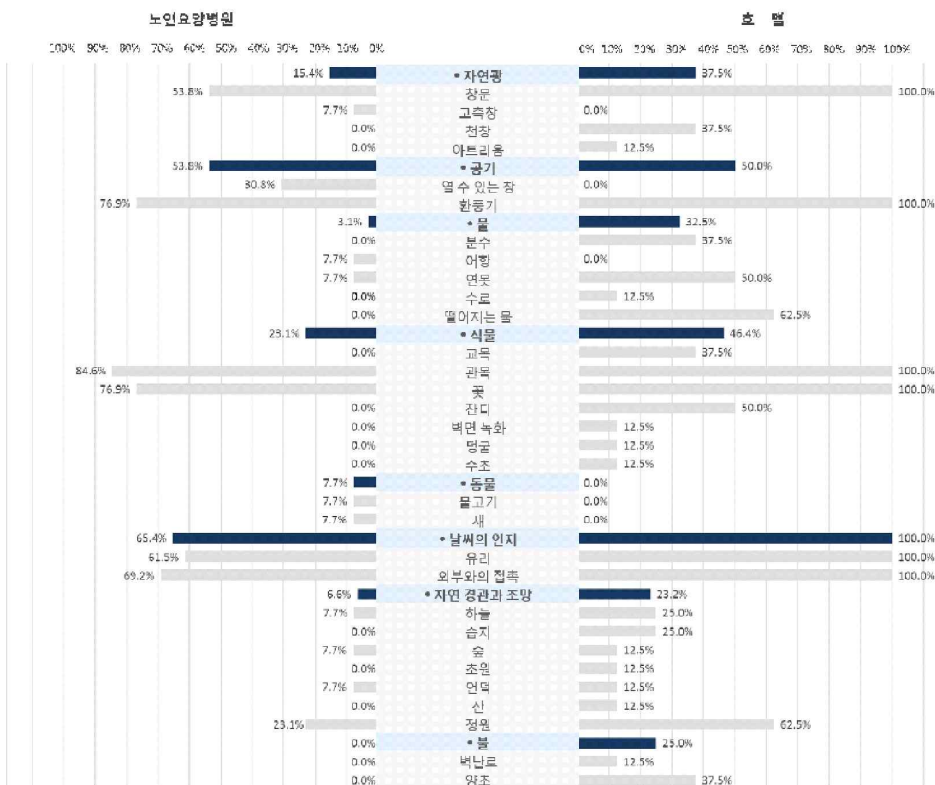 노인요양병원 호 텔
100% 90% 80% 70% 60% 50% 40% 30% 20% 10% 0% 0% 10% 20% 30% 40% 50% 60% 70% 80% 90% 100%
15.4% • 자연광 37.5%
53.8% 창문 100.0%
7.7% 고측창 0.0%
0.0% 천창 37.5%
0.0% 아트리움 12.5%
53.8% • 공기 50.0%
30.8% 열 수 있는 창 0.0%
76.9% 환풍기 100.0%
3.1% • 물 32.5%
0.0% 분수 37.5%
7.7% 어항 0.0%
7.7% 연못 50.0%
0.0% 수로 12.5%
0.0% 떨어지는 물 62.5%
23.1% • 식물 46.4%
0.0% 교목 37.5%
84.6% 관목 100.0%
76.9% 꽃 100.0%
0.0% 잔디 50.0%
0.0% 벽면 녹화 12.5%
0.0% 덩굴 12.5%
0.0% 수조 12.5%
7.7% • 동물 0.0%
7.7% 물고기 0.0%
7.7% 새 0.0%
65.4% • 날씨의 인지 100.0%
61.5% 유리 100.0%
69.2% 외부와의 접촉 100.0%
6.6% • 자연 경관과 조망 23.2%
7.7% 하늘 25.0%
0.0% 습지 25.0%
7.7% 숲 12.5%
0.0% 초원 12.5%
7.7% 언덕 12.5%
0.0% 산 12.5%
23.1% 정원 62.5%
0.0% • 불 25.0%
0.0% 벽난로 12.5%
0.0% 양초 37.5%